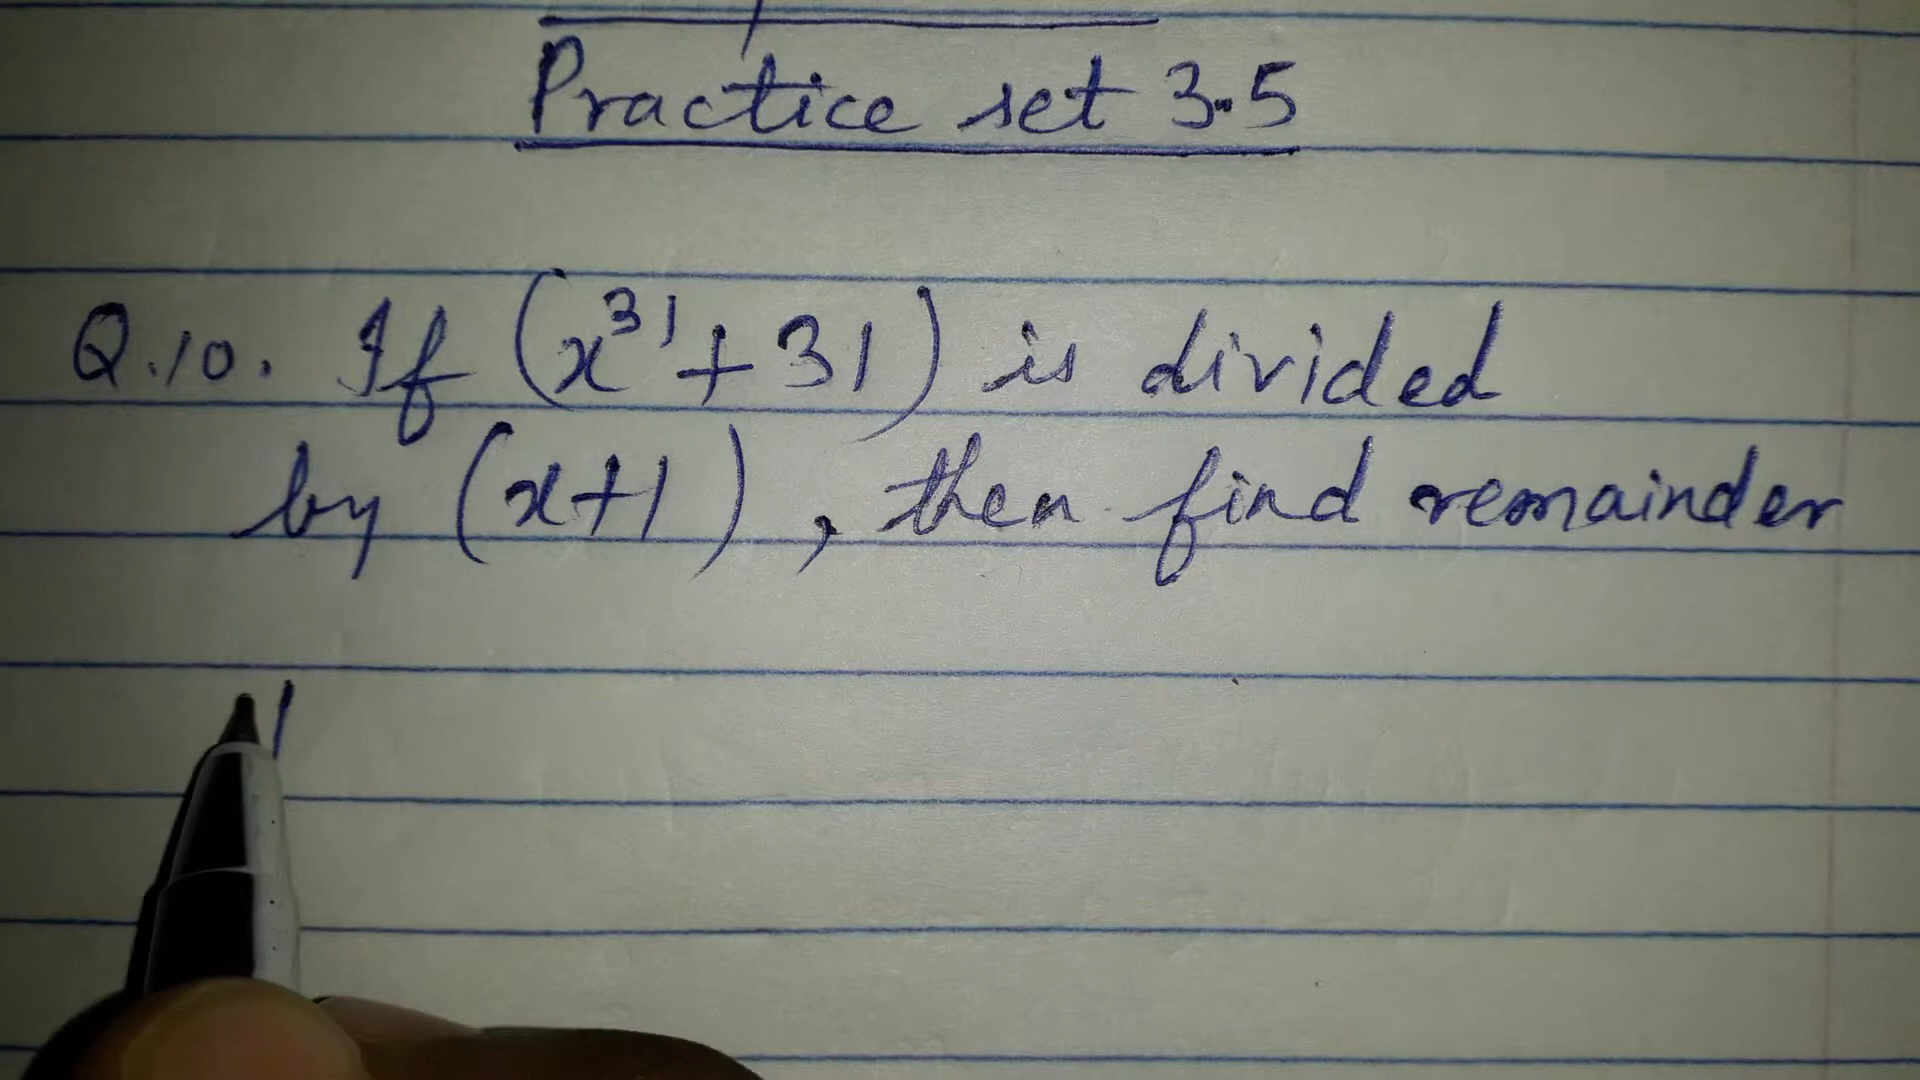 Practice set 3.5
Q.10. If (x³¹+31) is divided
by (x+1), then find remainder